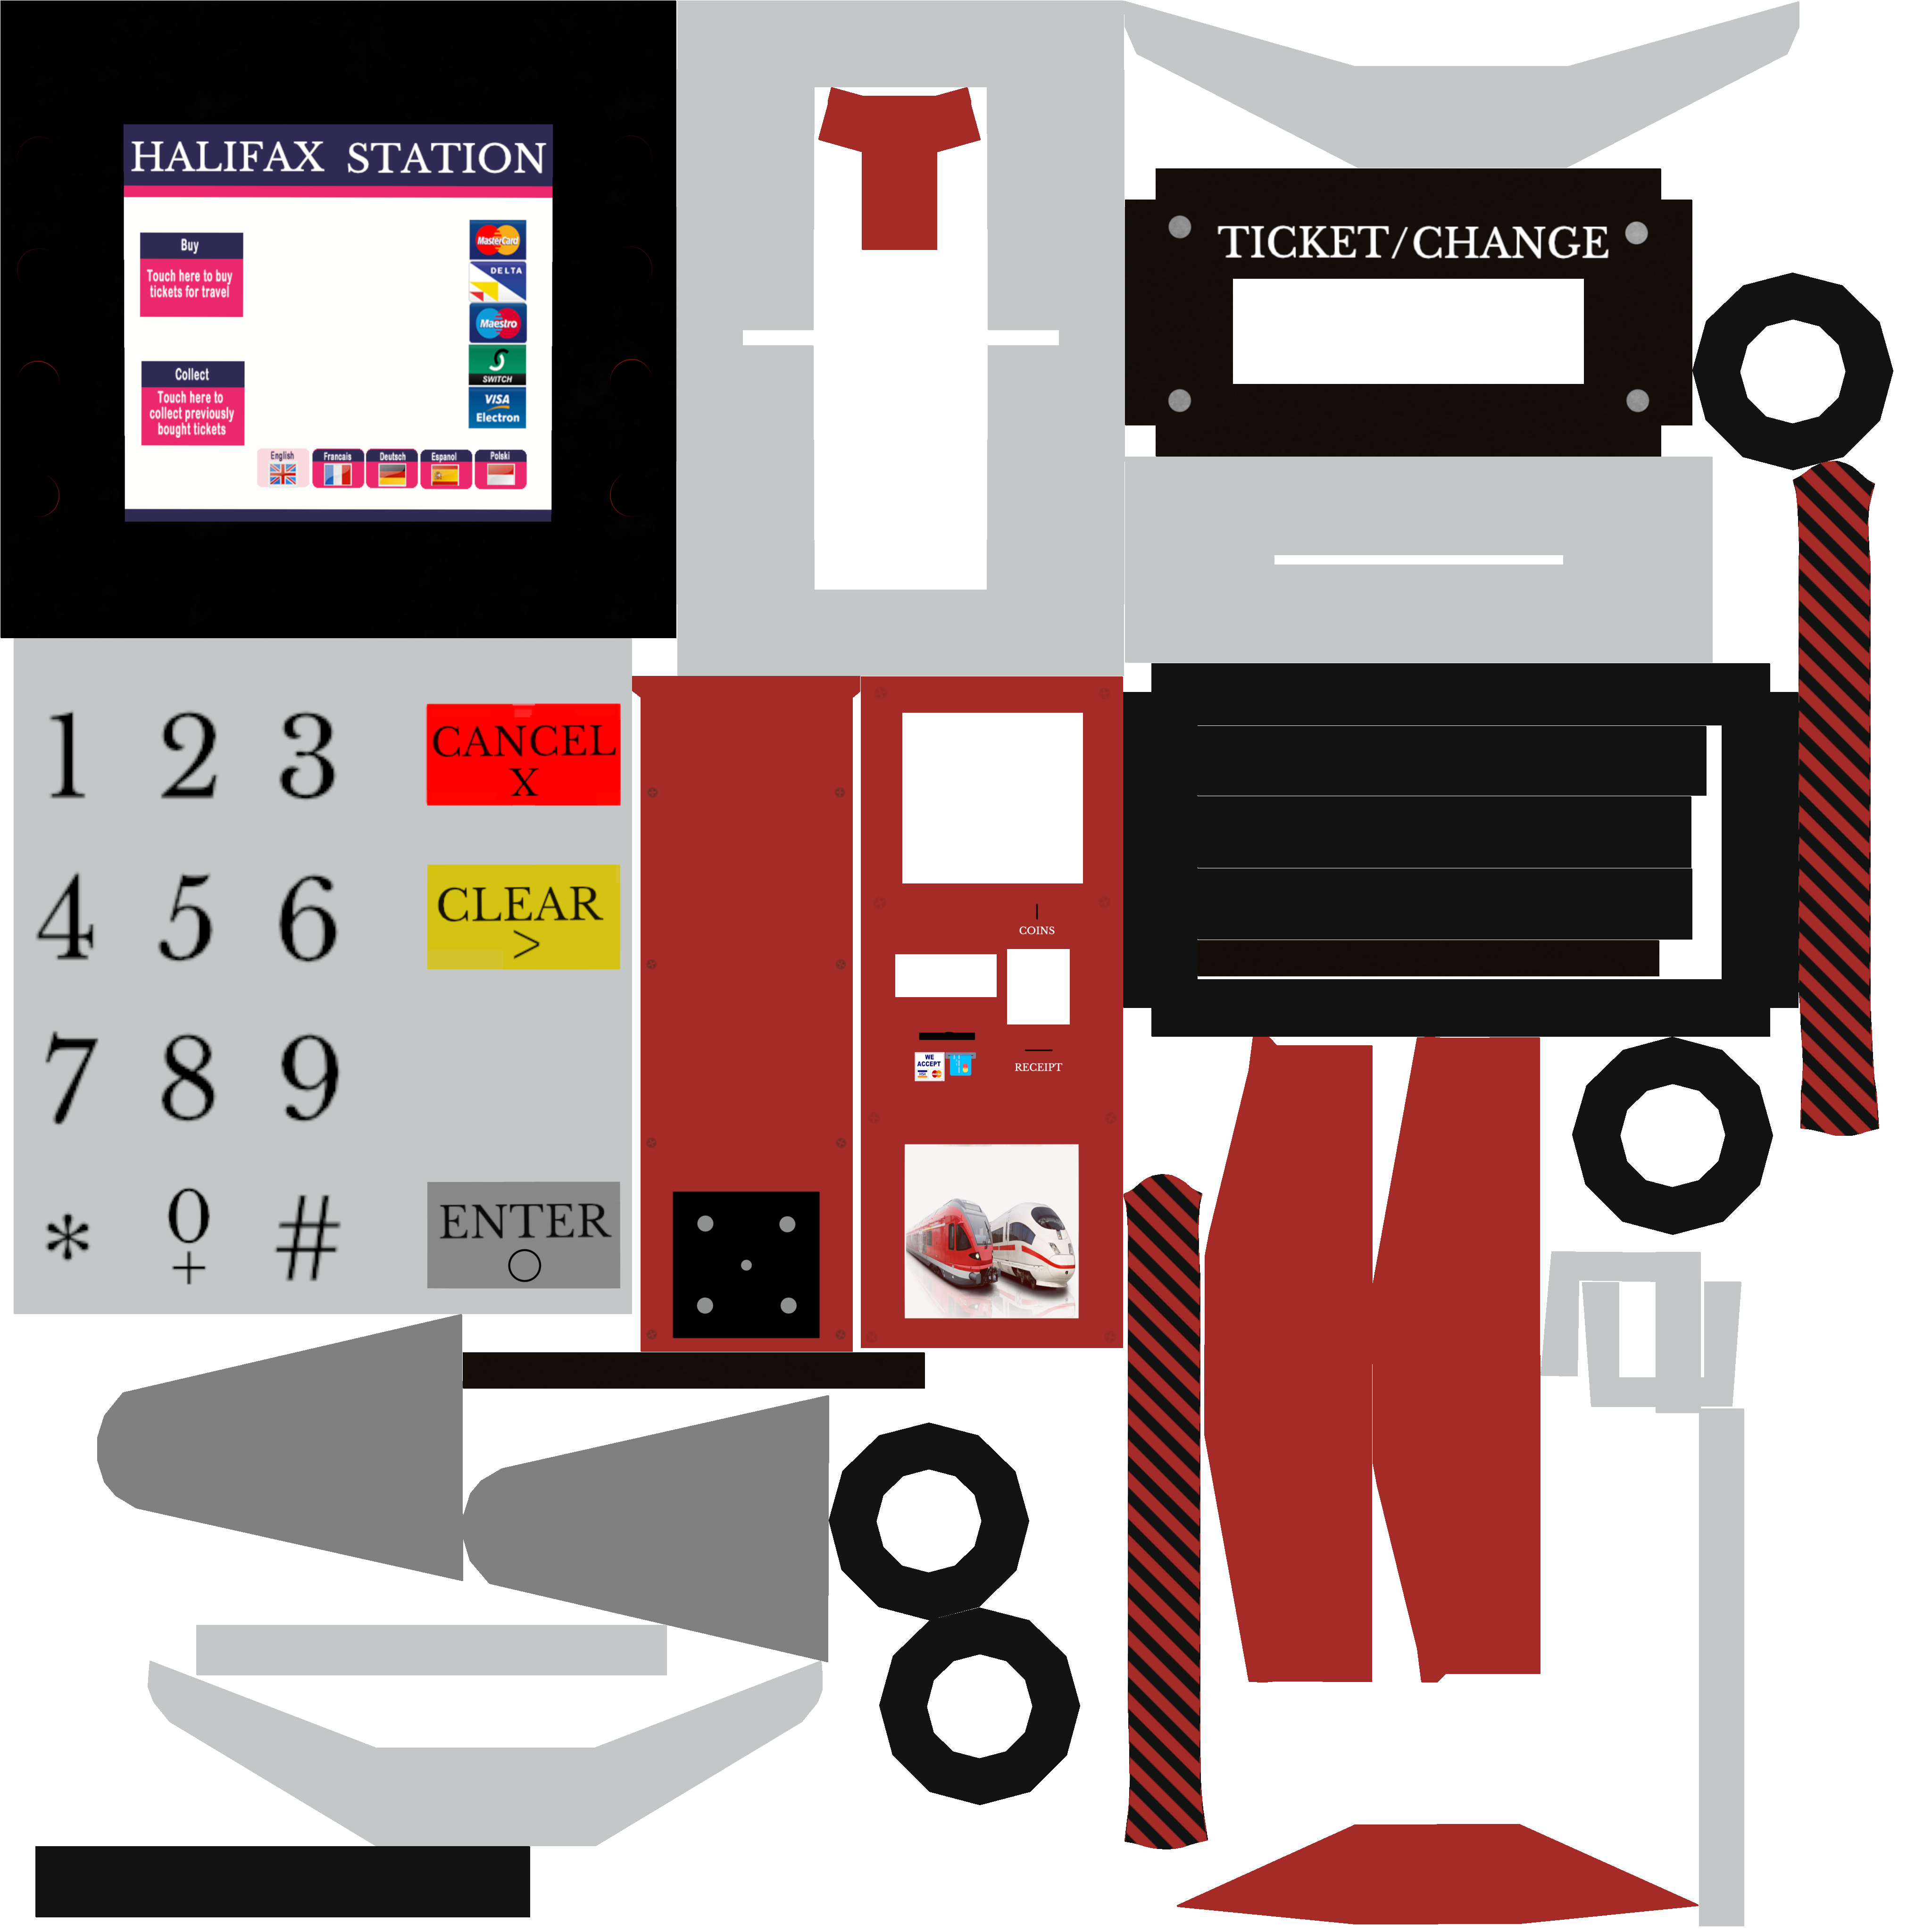 HALIFAX STATION
Buy
Touch here to buy
tickets for travel
Collect
Touch here to
collect previously
bought tickets
MasterCard
DELTA
Maestro
SWITCH
VISA
Electron
English
Francais
Deutsch
Espanol
Polski
TICKET/CHANGE
1 2 3 CANCEL
X
4 5 6 CLEAR
>
7 8 9
* 0 # ENTER
+
COINS
WE
ACCEPT
RECEIPT